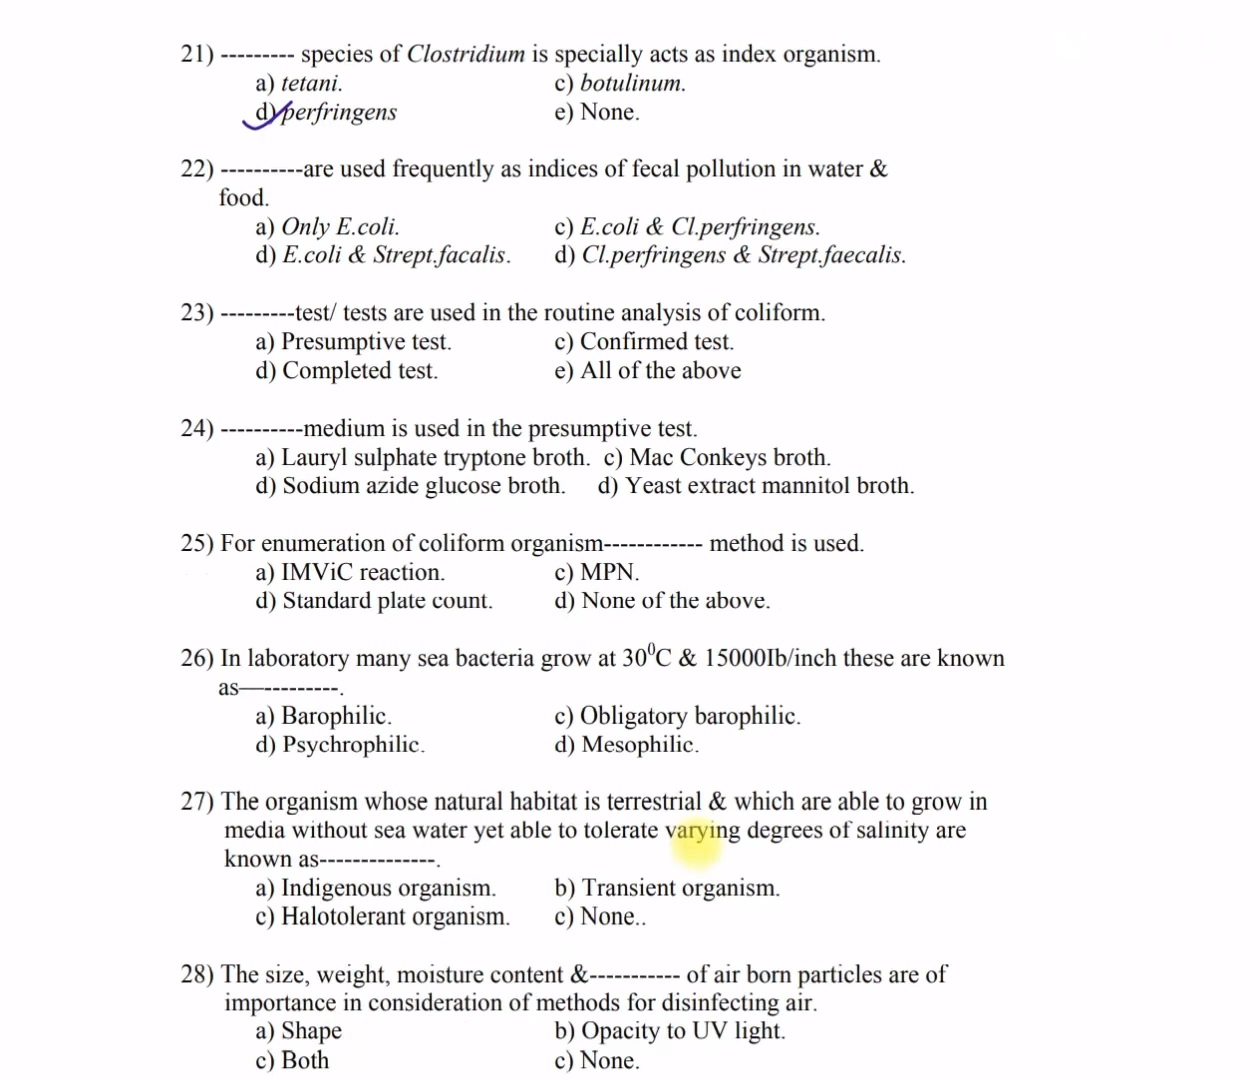 21) --------- species of Clostridium is specially acts as index organism.
a) tetani. c) botulinum.
d) perfringens e) None.
22) ----------are used frequently as indices of fecal pollution in water &
food.
a) Only E.coli. c) E.coli & Cl.perfringens.
d) E.coli & Strept.facalis. d) Cl.perfringens & Strept.faecalis.
23) ---------test/ tests are used in the routine analysis of coliform.
a) Presumptive test. c) Confirmed test.
d) Completed test. e) All of the above
24) ----------medium is used in the presumptive test.
a) Lauryl sulphate tryptone broth. c) Mac Conkeys broth.
d) Sodium azide glucose broth. d) Yeast extract mannitol broth.
25) For enumeration of coliform organism------------ method is used.
a) IMViC reaction. c) MPN.
d) Standard plate count. d) None of the above.
26) In laboratory many sea bacteria grow at 30⁰C & 15000Ib/inch these are known
as—---------.
a) Barophilic. c) Obligatory barophilic.
d) Psychrophilic. d) Mesophilic.
27) The organism whose natural habitat is terrestrial & which are able to grow in
media without sea water yet able to tolerate varying degrees of salinity are
known as--------------.
a) Indigenous organism. b) Transient organism.
c) Halotolerant organism. c) None..
28) The size, weight, moisture content &----------- of air born particles are of
importance in consideration of methods for disinfecting air.
a) Shape b) Opacity to UV light.
c) Both c) None.